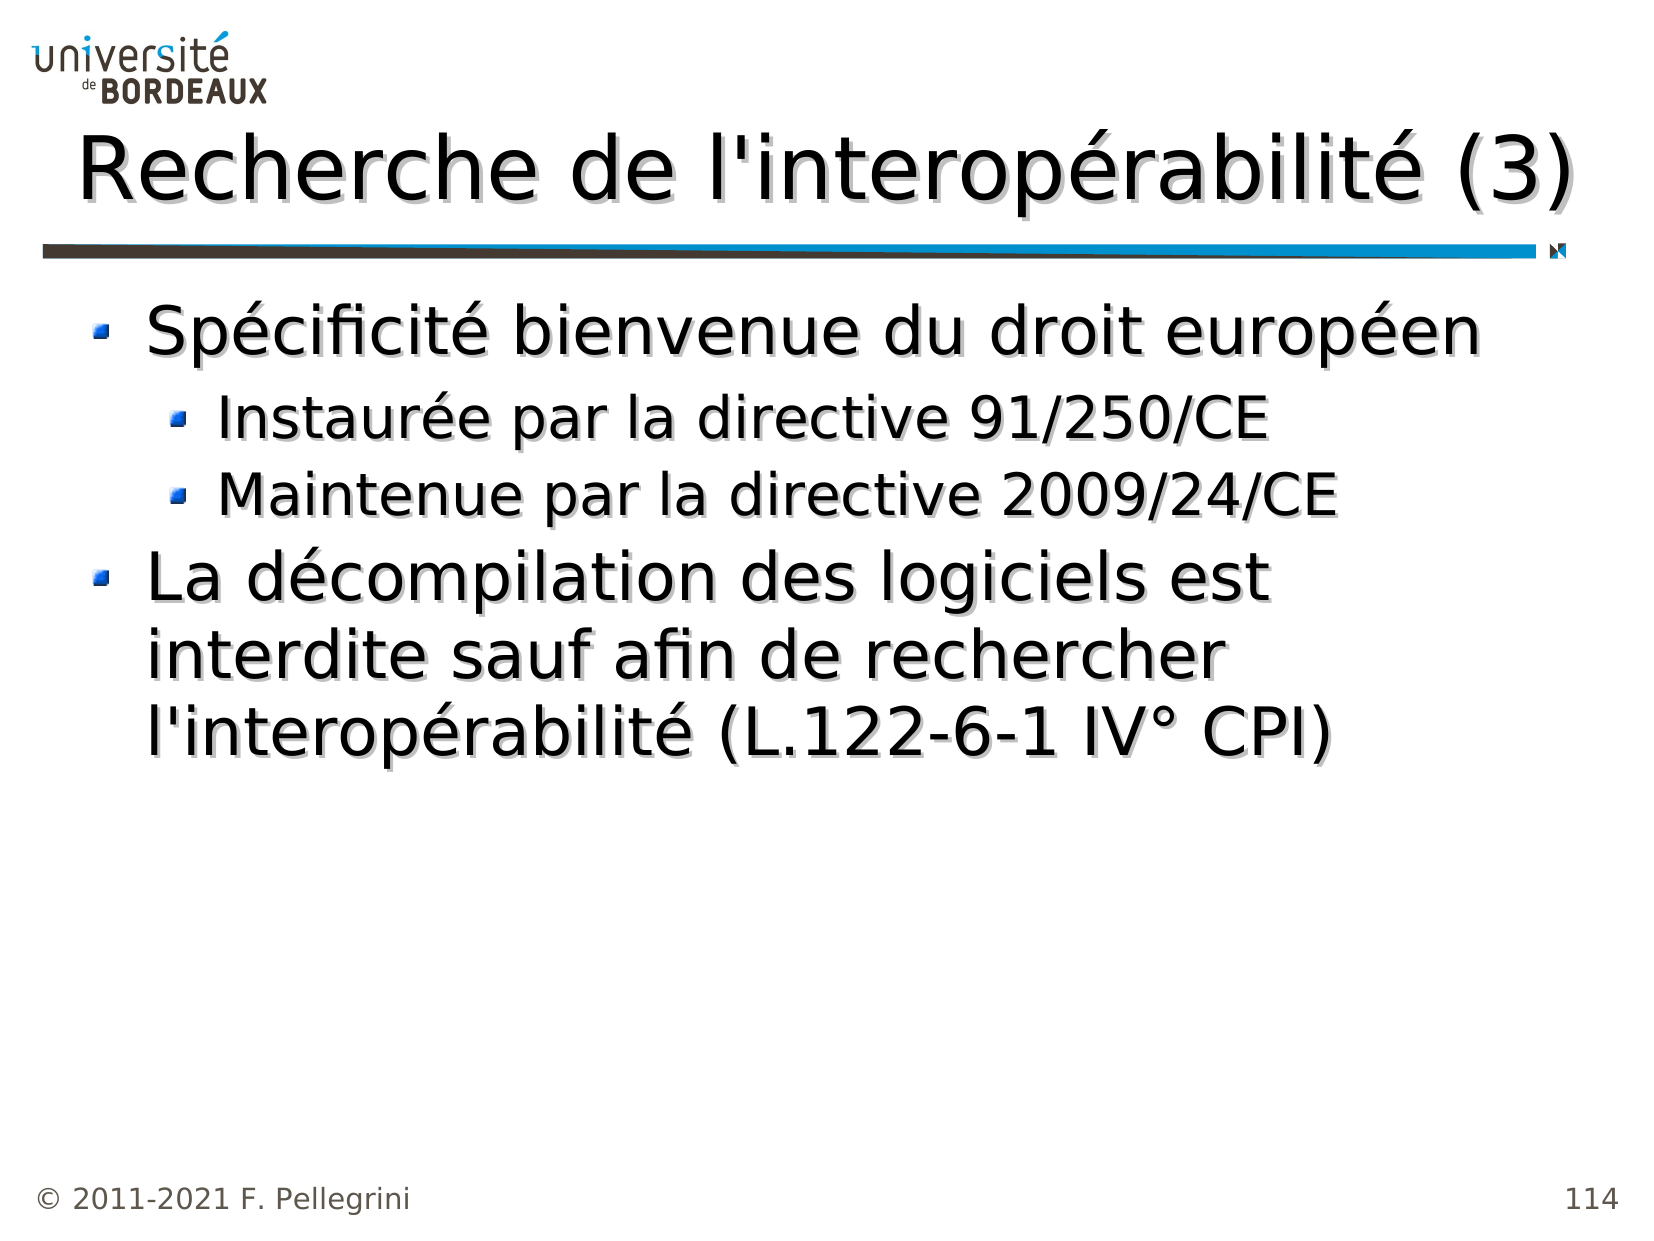 université
de BORDEAUX
Recherche de l'interopérabilité (3)
Spécificité bienvenue du droit européen
Instaurée par la directive 91/250/CE
Maintenue par la directive 2009/24/CE
La décompilation des logiciels est
interdite sauf afin de rechercher
l'interopérabilité (L.122-6-1 IV° CPI)
© 2011-2021 F. Pellegrini
114